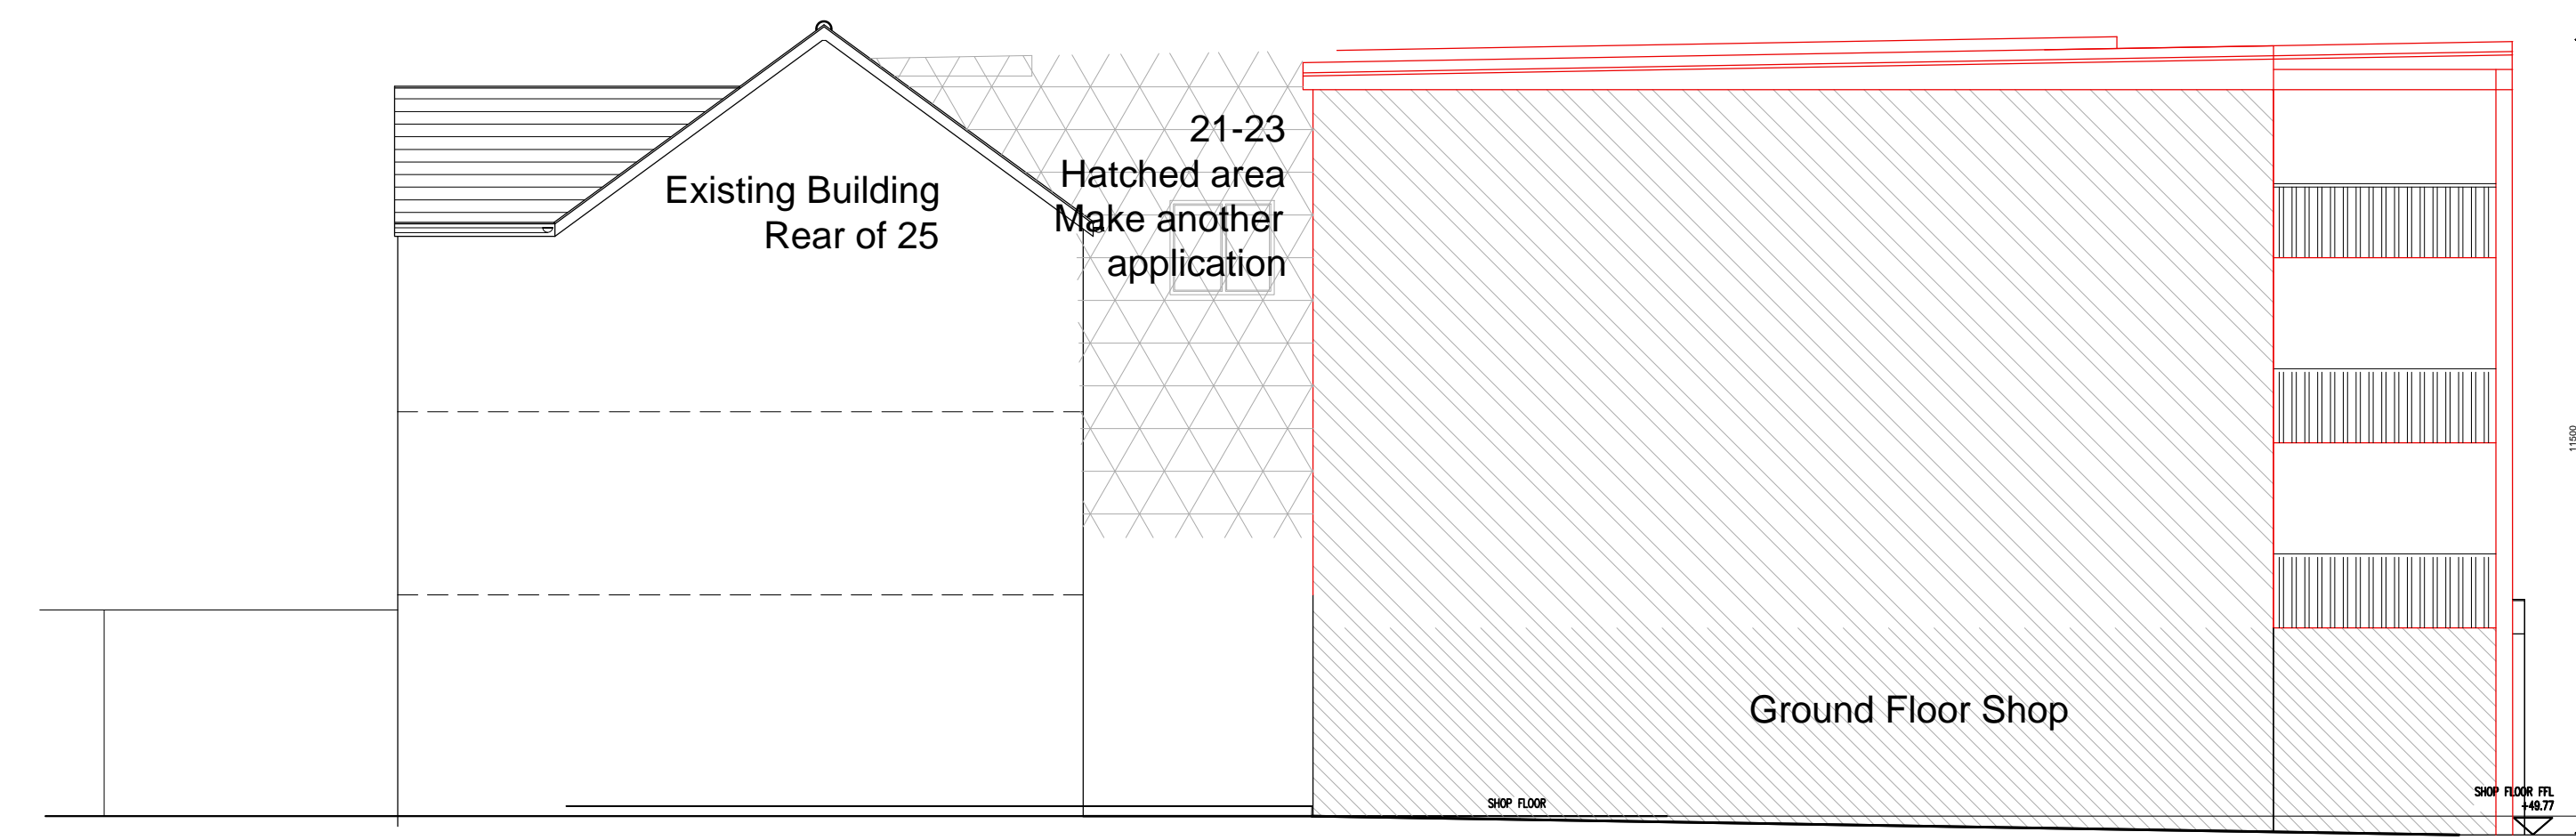 21-23
Hatched area
Make another
application
Existing Building
Rear of 25
11500
Ground Floor Shop
SHOP FLOOR
SHOP FLOOR FFL
+49.77